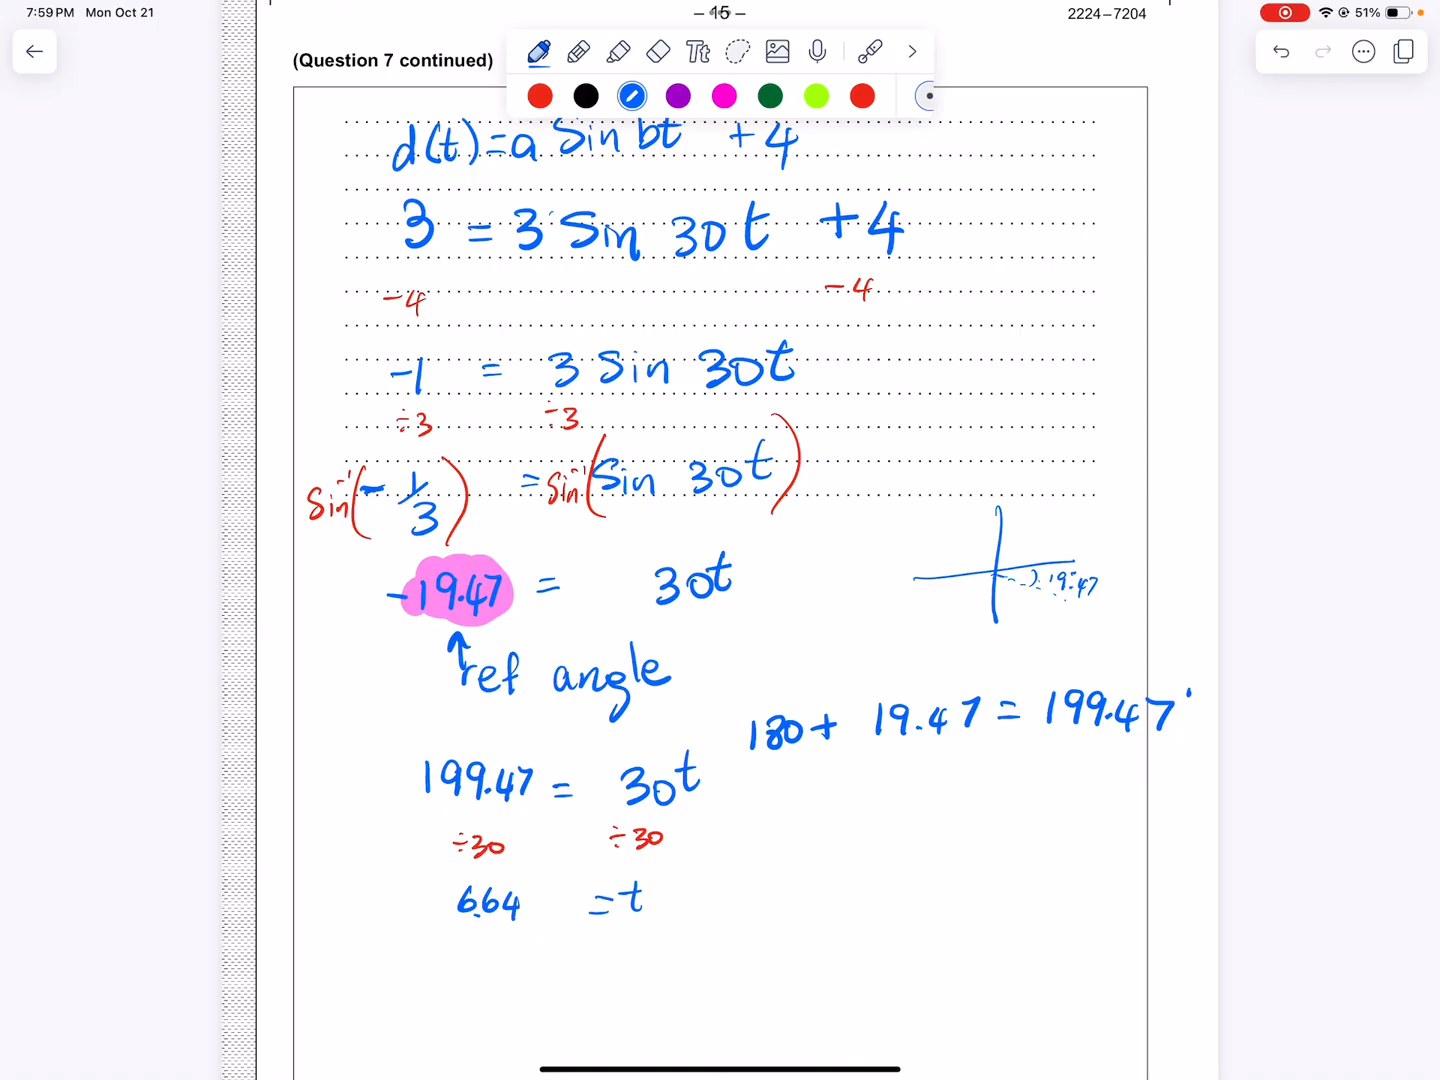 7:59 PM Mon Oct 21
51%
– 15 –
2224–7204
(Question 7 continued)
Tt
d(t)=a Sin bt +4
3 = 3 Sin 30t +4
-4 -4
-1 = 3 Sin 30t
÷3 ÷3
Sin⁻¹(- 1/3) = Sin⁻¹(Sin 30t)
-19.47 = 30t
19.47
ref angle
180+ 19.47 = 199.47°
199.47 = 30t
÷30 ÷30
6.64 = t